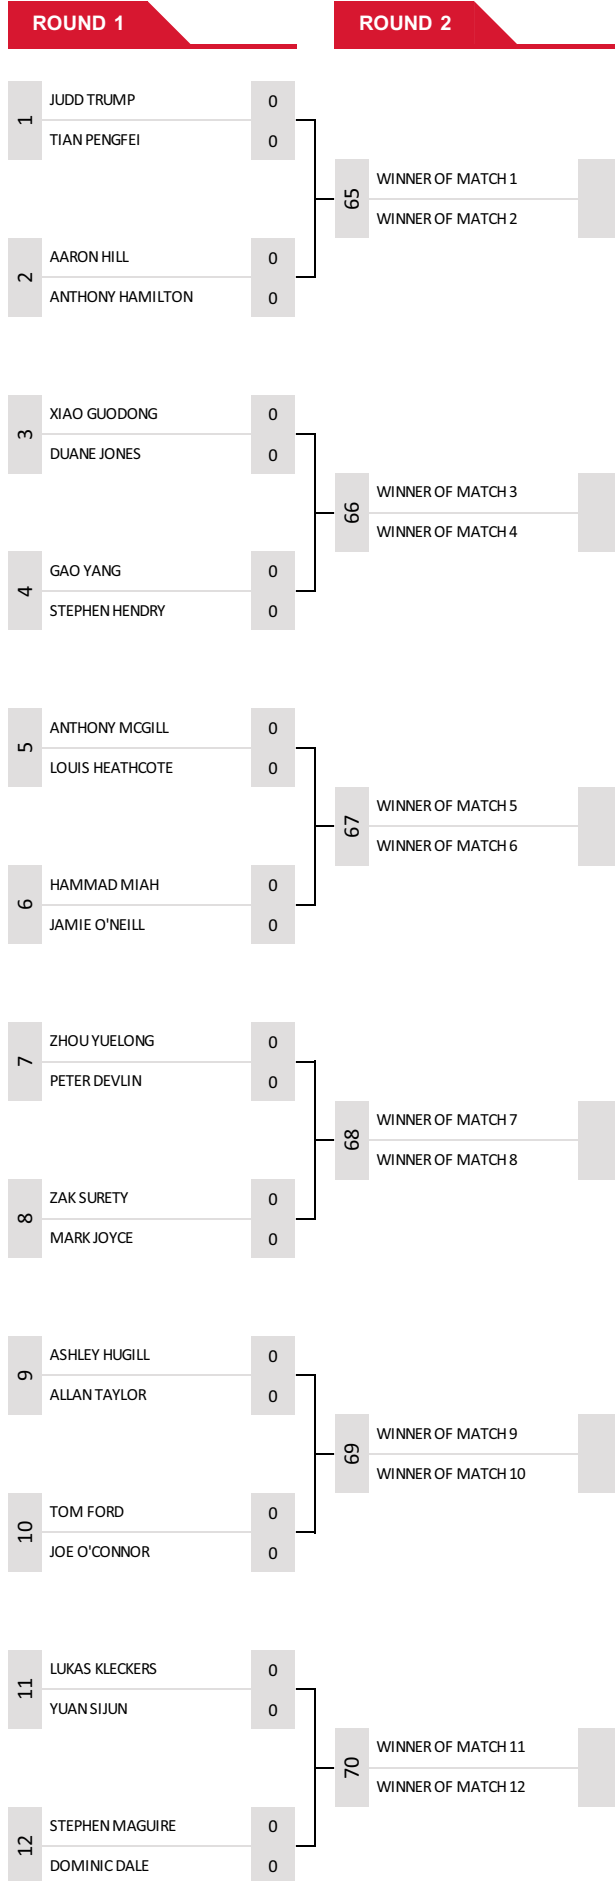 ROUND 1
ROUND 2
1
JUDD TRUMP 0
TIAN PENGFEI 0
65
WINNER OF MATCH 1
WINNER OF MATCH 2
2
AARON HILL 0
ANTHONY HAMILTON 0
3
XIAO GUODONG 0
DUANE JONES 0
66
WINNER OF MATCH 3
WINNER OF MATCH 4
4
GAO YANG 0
STEPHEN HENDRY 0
5
ANTHONY MCGILL 0
LOUIS HEATHCOTE 0
67
WINNER OF MATCH 5
WINNER OF MATCH 6
6
HAMMAD MIAH 0
JAMIE O'NEILL 0
7
ZHOU YUELONG 0
PETER DEVLIN 0
68
WINNER OF MATCH 7
WINNER OF MATCH 8
8
ZAK SURETY 0
MARK JOYCE 0
9
ASHLEY HUGILL 0
ALLAN TAYLOR 0
69
WINNER OF MATCH 9
WINNER OF MATCH 10
10
TOM FORD 0
JOE O'CONNOR 0
11
LUKAS KLECKERS 0
YUAN SIJUN 0
70
WINNER OF MATCH 11
WINNER OF MATCH 12
12
STEPHEN MAGUIRE 0
DOMINIC DALE 0